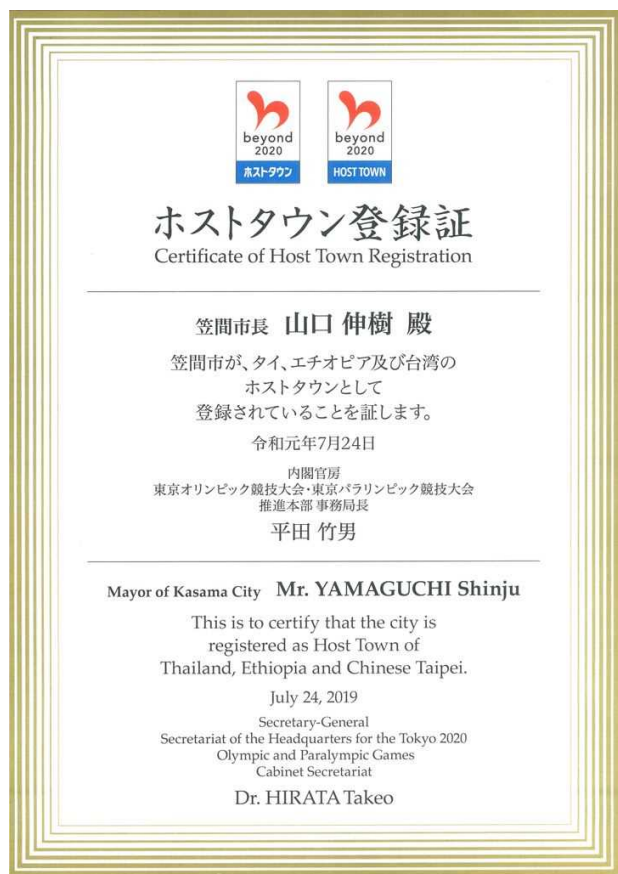 beyond
2020
ホストタウン
beyond
2020
HOST TOWN
ホストタウン登録証
Certificate of Host Town Registration
笠間市長 山口 伸樹 殿
笠間市が、タイ、エチオピア及び台湾の
ホストタウンとして
登録されていることを証します。
令和元年7月24日
内閣官房
東京オリンピック競技大会・東京パラリンピック競技大会
推進本部 事務局長
平田 竹男
Mayor of Kasama City Mr. YAMAGUCHI Shinju
This is to certify that the city is
registered as Host Town of
Thailand, Ethiopia and Chinese Taipei.
July 24, 2019
Secretary-General
Secretariat of the Headquarters for the Tokyo 2020
Olympic and Paralympic Games
Cabinet Secretariat
Dr. HIRATA Takeo